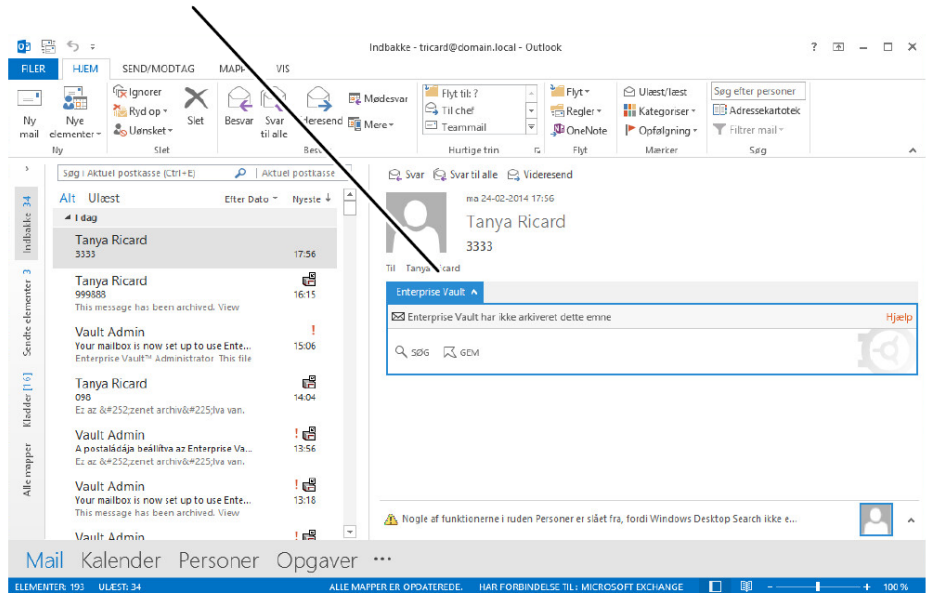 Indbakke - tricard@domain.local - Outlook
FILER HJEM SEND/MODTAG MAPP VIS
Ny mail
Nye elementer
Ny
Ignorer
Ryd op
Uønsket
Slet
Slet
Besvar
Svar til alle
Videresend
Mødesvar
Mere
Besv
Flyt til: ?
Til chef
Teammail
Hurtige trin
Flyt
Regler
OneNote
Flyt
Ulæst/læst
Kategoriser
Opfølgning
Mærker
Søg efter personer
Adressekartotek
Filtrer mail
Søg
Indbakke 34
Sendte elementer 3
Kladder [16]
Alle mapper
Søg i Aktuel postkasse (Ctrl+E) Aktuel postkasse
Alt Ulæst Efter Dato Nyeste
I dag
Tanya Ricard
3333 17:56
Tanya Ricard
999888 16:15
This message has been archived. View
Vault Admin !
Your mailbox is now set up to use Ente... 15:06
Enterprise Vault™ Administrator This file
Tanya Ricard
098 14:04
Ez az &#252;zenet archiv&#225;lva van.
Vault Admin !
A postaládája beállítva az Enterprise Va... 13:56
Ez az &#252;zenet archiv&#225;lva van.
Vault Admin !
Your mailbox is now set up to use Ente... 13:18
This message has been archived. View
Vault Admin !
Svar Svar til alle Videresend
ma 24-02-2014 17:56
Tanya Ricard
3333
Til Tanya Ricard
Enterprise Vault
Enterprise Vault har ikke arkiveret dette emne Hjælp
SØG GEM
Nogle af funktionerne i ruden Personer er slået fra, fordi Windows Desktop Search ikke e...
Mail Kalender Personer Opgaver ...
ELEMENTER: 193 ULÆST: 34 ALLE MAPPER ER OPDATEREDE. HAR FORBINDELSE TIL: MICROSOFT EXCHANGE 100 %